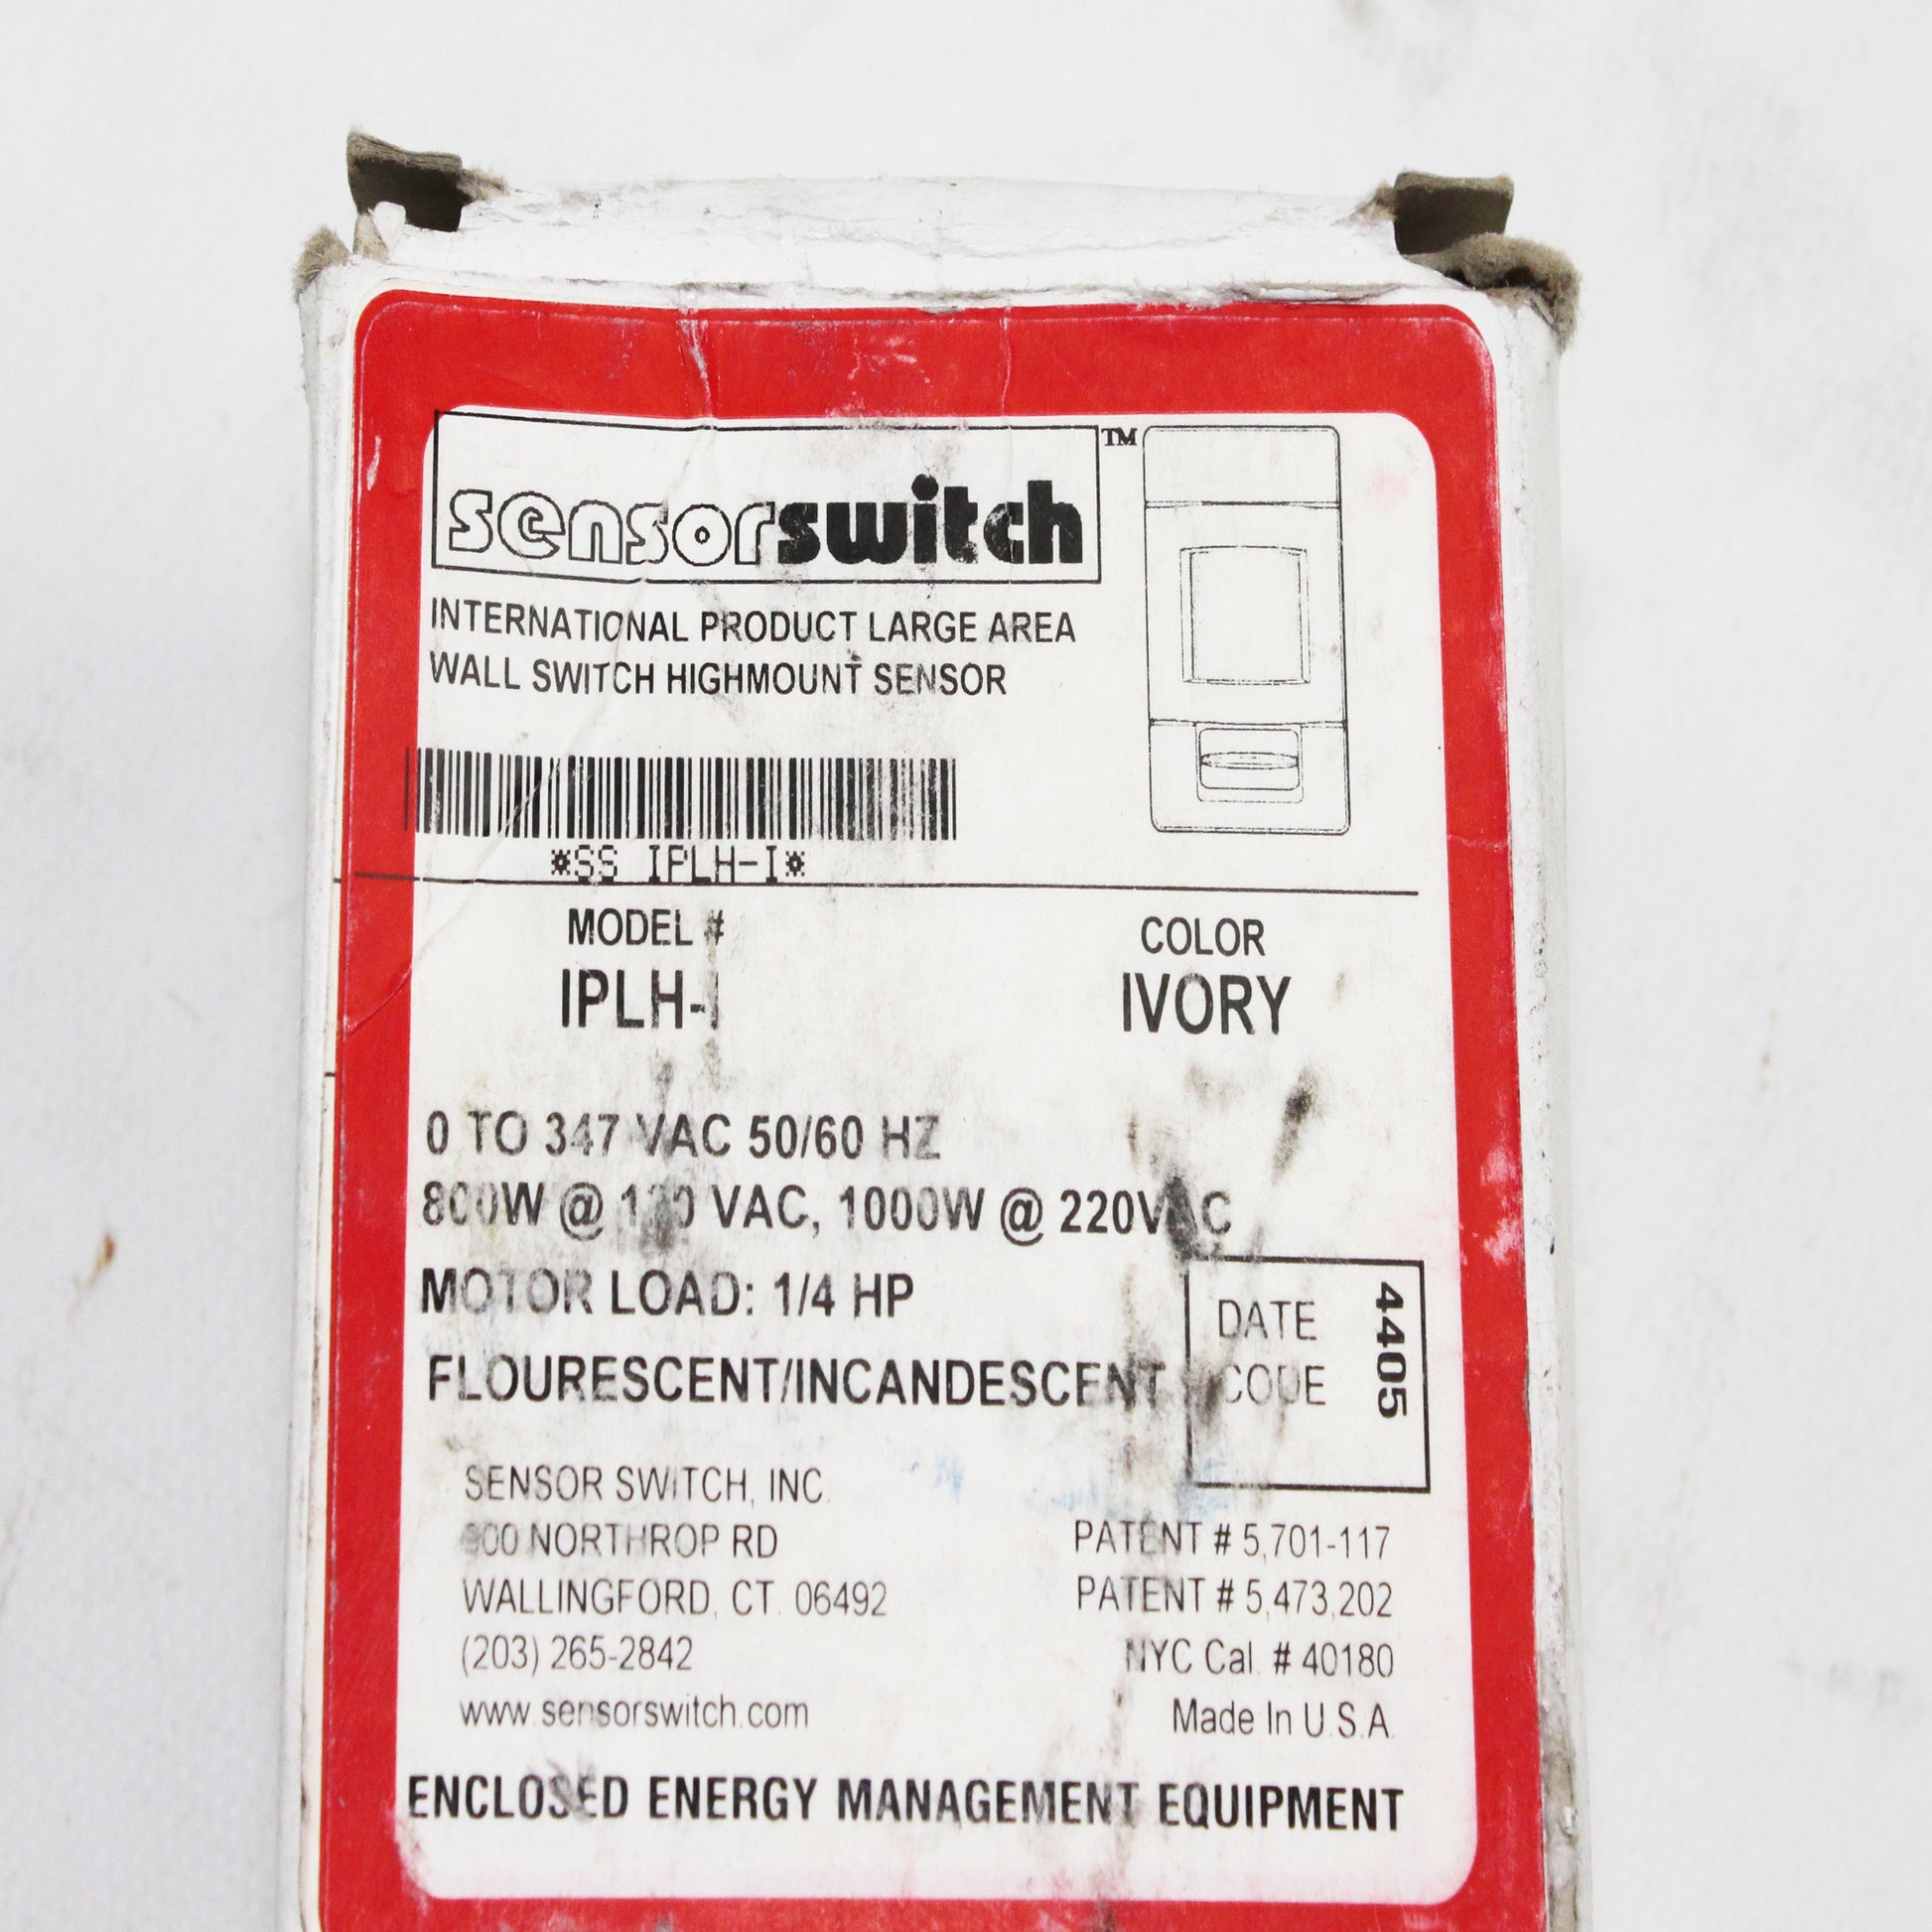 sensorswitch™
INTERNATIONAL PRODUCT LARGE AREA
WALL SWITCH HIGHMOUNT SENSOR
*SS IPLH-I*
MODEL #
IPLH-I
COLOR
IVORY
0 TO 347 VAC 50/60 HZ
800W @ 120 VAC, 1000W @ 220VAC
MOTOR LOAD: 1/4 HP
FLOURESCENT/INCANDESCENT
DATE
CODE
4405
SENSOR SWITCH, INC.
900 NORTHROP RD
WALLINGFORD, CT. 06492
(203) 265-2842
www.sensorswitch.com
PATENT # 5,701-117
PATENT # 5,473,202
NYC Cal. # 40180
Made In U.S.A.
ENCLOSED ENERGY MANAGEMENT EQUIPMENT